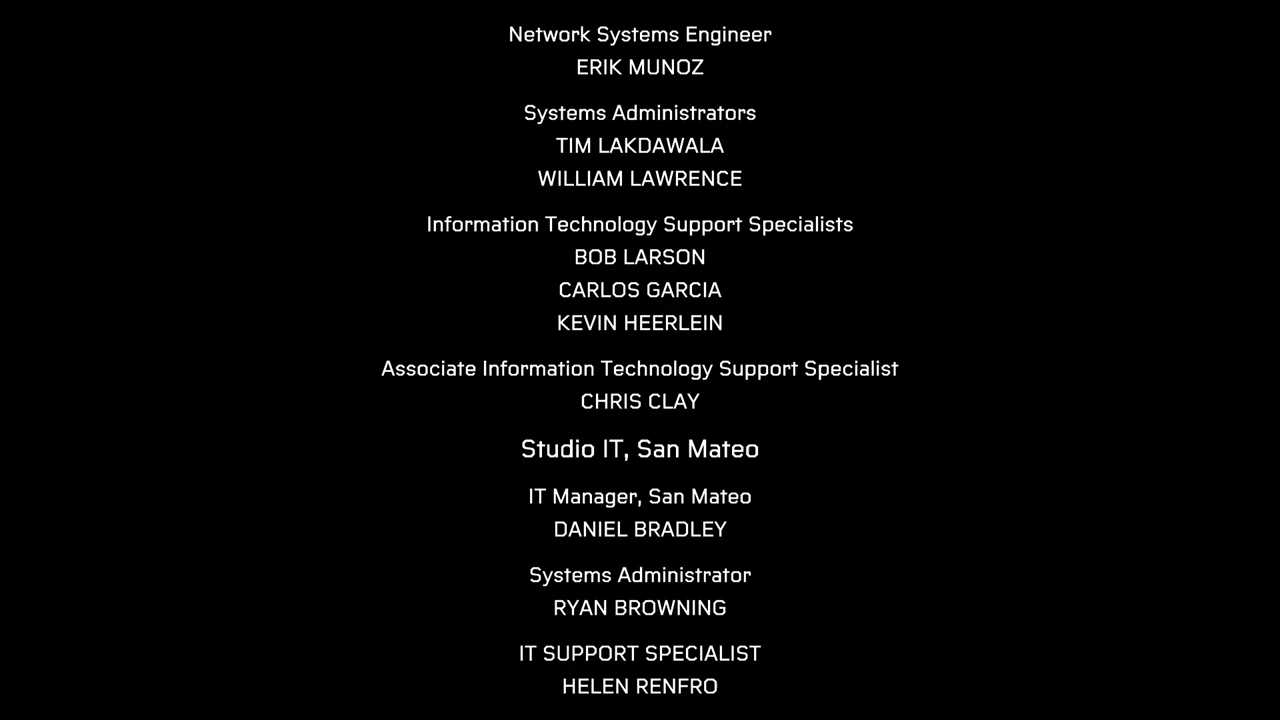 Network Systems Engineer
ERIK MUNOZ
Systems Administrators
TIM LAKDAWALA
WILLIAM LAWRENCE
Information Technology Support Specialists
BOB LARSON
CARLOS GARCIA
KEVIN HEERLEIN
Associate Information Technology Support Specialist
CHRIS CLAY
Studio IT, San Mateo
IT Manager, San Mateo
DANIEL BRADLEY
Systems Administrator
RYAN BROWNING
IT SUPPORT SPECIALIST
HELEN RENFRO